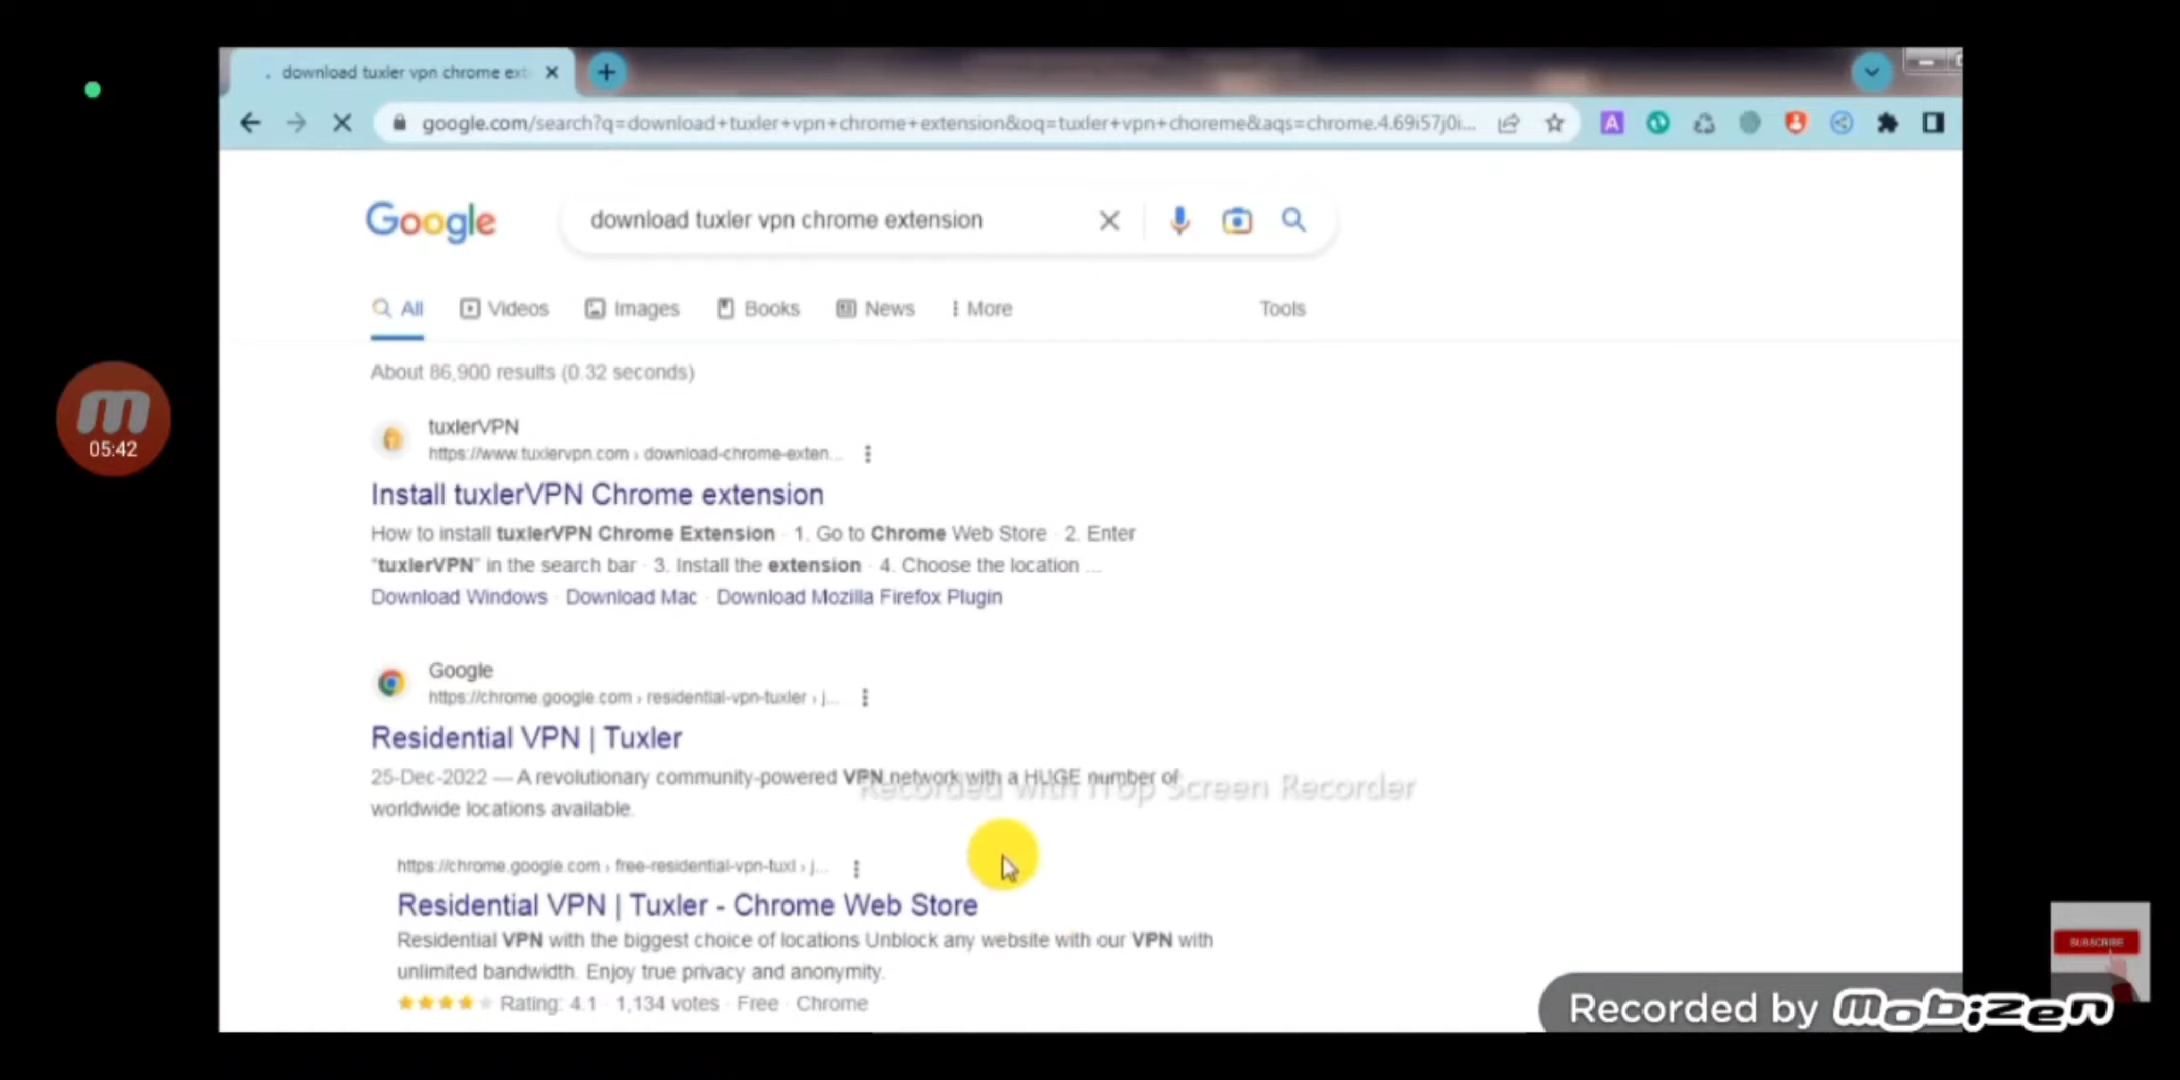 download tuxler vpn chrome ext
google.com/search?q=download+tuxler+vpn+chrome+extension&oq=tuxler+vpn+choreme&aqs=chrome.4.69i57j0i...
A
Google
download tuxler vpn chrome extension
All Videos Images Books News More Tools
About 86,900 results (0.32 seconds)
tuxlerVPN
https://www.tuxlervpn.com › download-chrome-exten...
Install tuxlerVPN Chrome extension
How to install tuxlerVPN Chrome Extension · 1. Go to Chrome Web Store · 2. Enter
"tuxlerVPN" in the search bar · 3. Install the extension · 4. Choose the location ...
Download Windows · Download Mac · Download Mozilla Firefox Plugin
05:42
Google
https://chrome.google.com › residential-vpn-tuxler › j...
Residential VPN | Tuxler
25-Dec-2022 — A revolutionary community-powered VPN network with a HUGE number of
worldwide locations available.
Recorded with iTop Screen Recorder
https://chrome.google.com › free-residential-vpn-tuxl › j...
Residential VPN | Tuxler - Chrome Web Store
Residential VPN with the biggest choice of locations Unblock any website with our VPN with
unlimited bandwidth. Enjoy true privacy and anonymity.
Rating: 4.1 · 1,134 votes · Free · Chrome
SUBSCRIBE
Recorded by mobizen